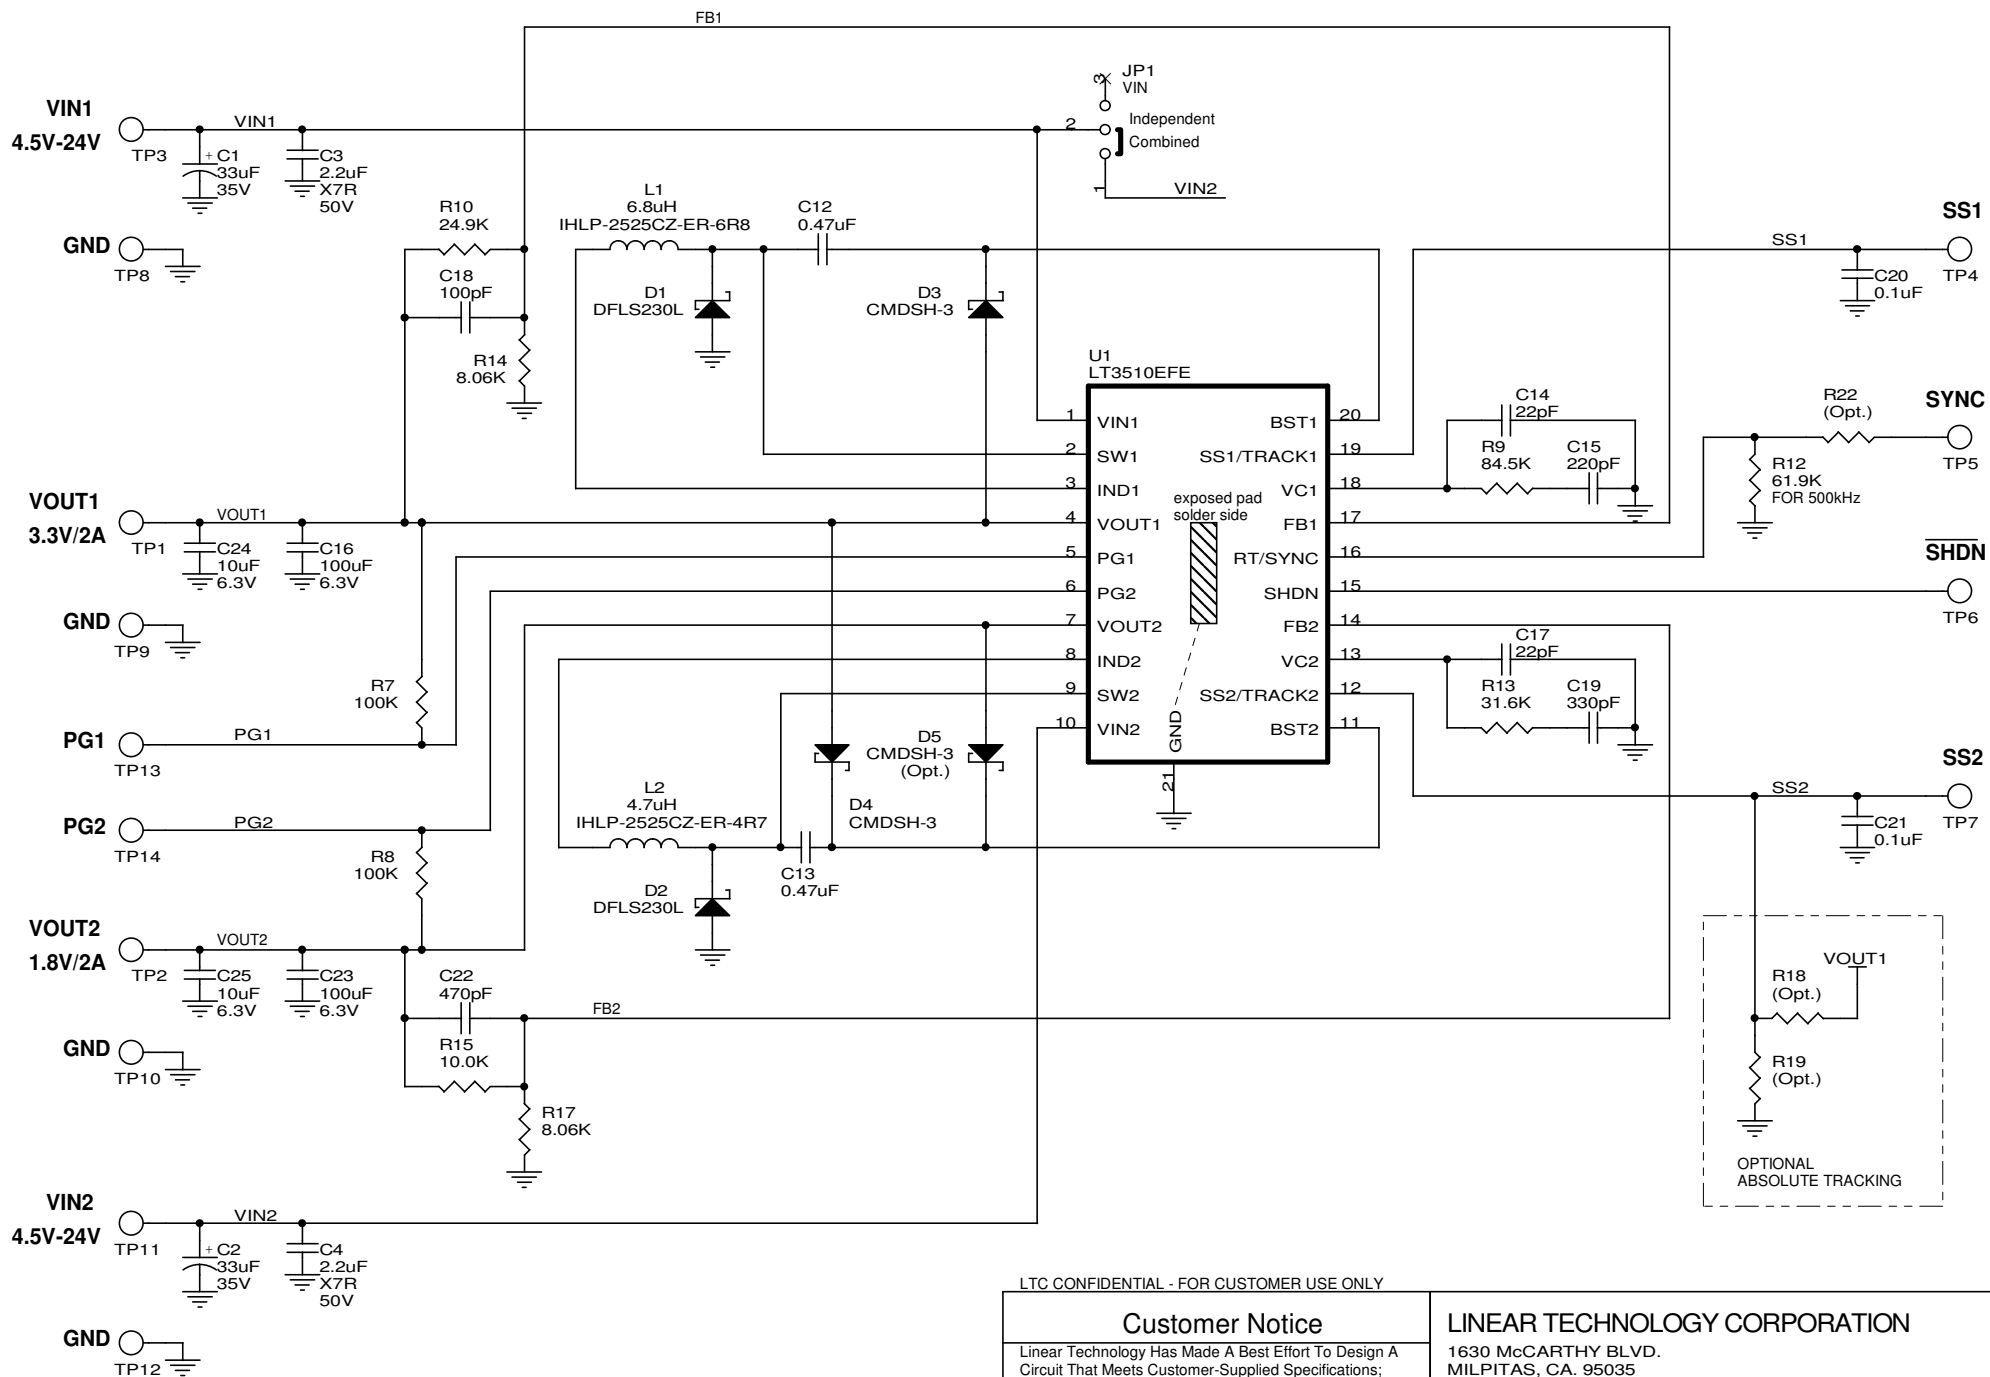 FB1
JP1
VIN
3
Independent
2
Combined
1
VIN2
VIN1
4.5V-24V
TP3
VIN1
+ C1
33uF
35V
C3
2.2uF
X7R
50V
GND
TP8
R10
24.9K
C18
100pF
R14
8.06K
L1
6.8uH
IHLP-2525CZ-ER-6R8
C12
0.47uF
D1
DFLS230L
D3
CMDSH-3
SS1
SS1
TP4
C20
0.1uF
U1
LT3510EFE
1 VIN1
2 SW1
3 IND1
4 VOUT1
5 PG1
6 PG2
7 VOUT2
8 IND2
9 SW2
10 VIN2
BST1 20
SS1/TRACK1 19
VC1 18
FB1 17
RT/SYNC 16
SHDN 15
FB2 14
VC2 13
SS2/TRACK2 12
BST2 11
exposed pad
solder side
GND
21
C14
22pF
R9
84.5K
C15
220pF
R22
(Opt.)
SYNC
TP5
R12
61.9K
FOR 500kHz
SHDN
TP6
VOUT1
3.3V/2A
TP1
VOUT1
C24
10uF
6.3V
C16
100uF
6.3V
GND
TP9
R7
100K
PG1
TP13
PG1
PG2
TP14
PG2
R8
100K
C17
22pF
R13
31.6K
C19
330pF
D5
CMDSH-3
(Opt.)
D4
CMDSH-3
L2
4.7uH
IHLP-2525CZ-ER-4R7
C13
0.47uF
D2
DFLS230L
SS2
SS2
TP7
C21
0.1uF
VOUT2
1.8V/2A
TP2
VOUT2
C25
10uF
6.3V
C23
100uF
6.3V
C22
470pF
FB2
R15
10.0K
R17
8.06K
GND
TP10
VOUT1
R18
(Opt.)
R19
(Opt.)
OPTIONAL
ABSOLUTE TRACKING
VIN2
4.5V-24V
TP11
VIN2
+ C2
33uF
35V
C4
2.2uF
X7R
50V
GND
TP12
LTC CONFIDENTIAL - FOR CUSTOMER USE ONLY
Customer Notice
Linear Technology Has Made A Best Effort To Design A
Circuit That Meets Customer-Supplied Specifications;
LINEAR TECHNOLOGY CORPORATION
1630 McCARTHY BLVD.
MILPITAS, CA. 95035